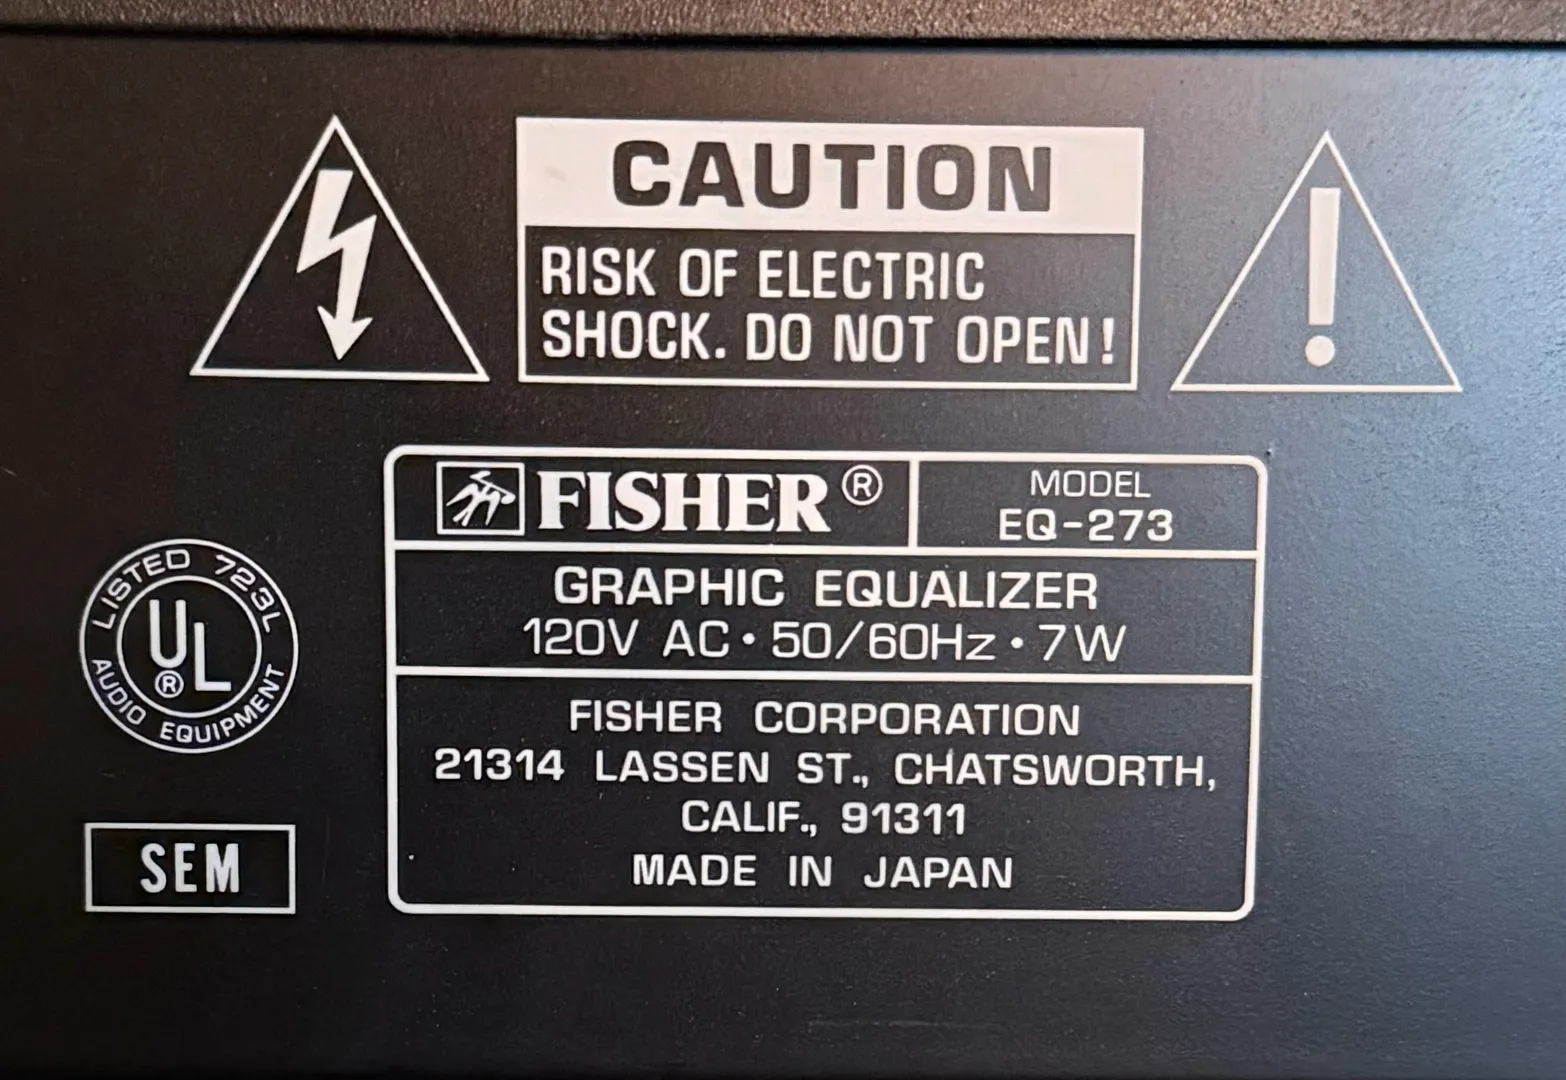 CAUTION
RISK OF ELECTRIC
SHOCK. DO NOT OPEN!
!
FISHER®
MODEL
EQ-273
GRAPHIC EQUALIZER
120V AC • 50/60Hz • 7W
FISHER CORPORATION
21314 LASSEN ST., CHATSWORTH,
CALIF., 91311
MADE IN JAPAN
LISTED 723L
UL®
AUDIO EQUIPMENT
SEM